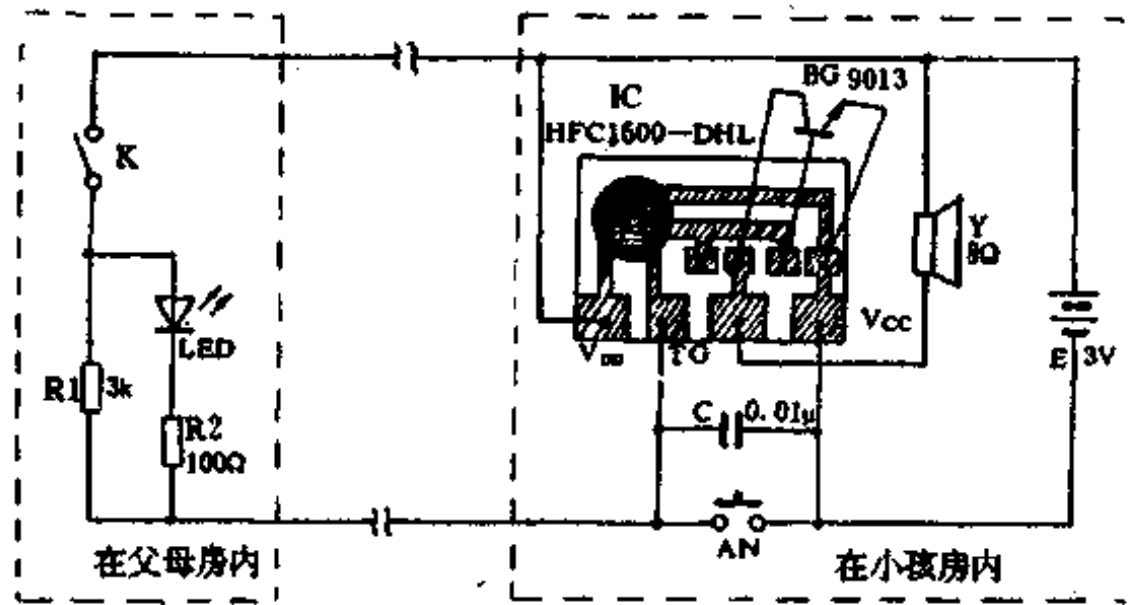 BG 9013
IC
HFC1600-DHL
K
Y
8Ω
LED
VCC
TG
E 3V
R1 3k
C 0.01μ
R2
100Ω
AN
在父母房内
在小孩房内